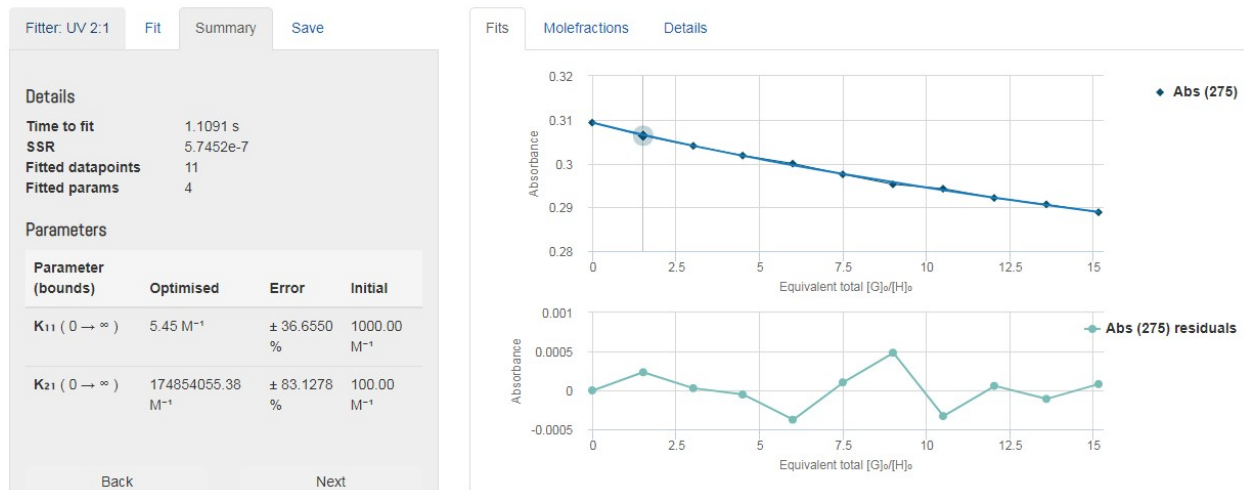 Fitter: UV 2:1 Fit Summary Save
Details
Time to fit 1.1091 s
SSR 5.7452e-7
Fitted datapoints 11
Fitted params 4
Parameters
Parameter (bounds) Optimised Error Initial
K₁₁ ( 0 → ∞ ) 5.45 M⁻¹ ± 36.6550 % 1000.00 M⁻¹
K₂₁ ( 0 → ∞ ) 174854055.38 M⁻¹ ± 83.1278 % 100.00 M⁻¹
Back Next
Fits Molefractions Details
Abs (275)
Absorbance
0.32
0.31
0.3
0.29
0.28
0 2.5 5 7.5 10 12.5 15
Equivalent total [G]₀/[H]₀
Abs (275) residuals
Absorbance
0.001
0.0005
0
-0.0005
0 2.5 5 7.5 10 12.5 15
Equivalent total [G]₀/[H]₀